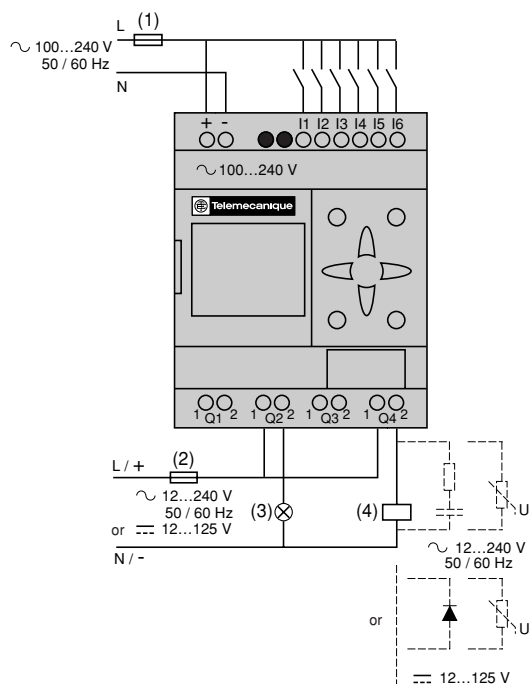 L (1)
100...240 V
50 / 60 Hz
N
+ - I1 I2 I3 I4 I5 I6
100...240 V
Telemecanique
1 Q1 2 1 Q2 2 1 Q3 2 1 Q4 2
L / + (2)
12...240 V
50 / 60 Hz
or 12...125 V
N / -
(3)
(4)
U
12...240 V
50 / 60 Hz
or
U
12...125 V